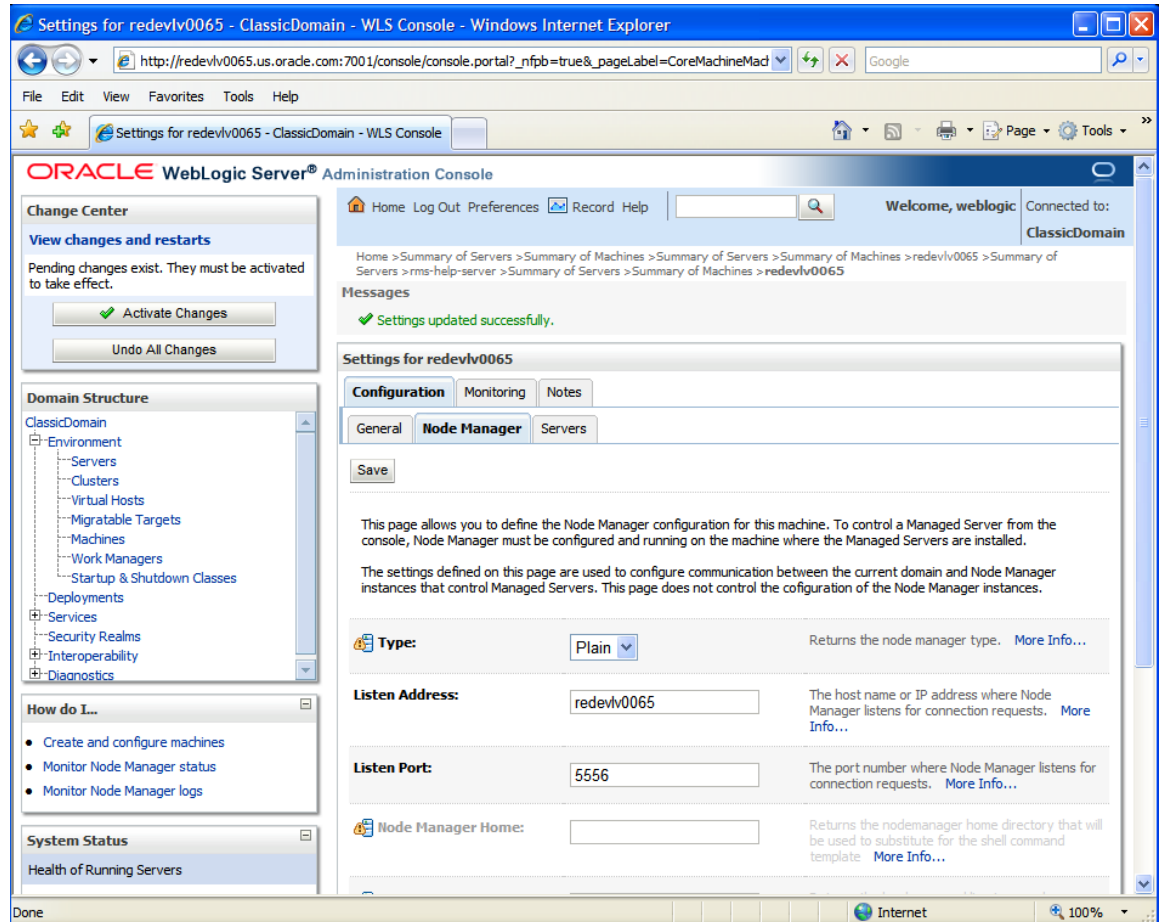 Settings for redevlv0065 - ClassicDomain - WLS Console - Windows Internet Explorer
http://redevlv0065.us.oracle.com:7001/console/console.portal?_nfpb=true&_pageLabel=CoreMachineMach
Google
File Edit View Favorites Tools Help
Settings for redevlv0065 - ClassicDomain - WLS Console
Page Tools
ORACLE WebLogic Server® Administration Console
Change Center
View changes and restarts
Pending changes exist. They must be activated
to take effect.
Activate Changes
Undo All Changes
Domain Structure
ClassicDomain
Environment
Servers
Clusters
Virtual Hosts
Migratable Targets
Machines
Work Managers
Startup & Shutdown Classes
Deployments
Services
Security Realms
Interoperability
Diagnostics
How do I...
Create and configure machines
Monitor Node Manager status
Monitor Node Manager logs
System Status
Health of Running Servers
Home Log Out Preferences Record Help
Welcome, weblogic
Connected to:
ClassicDomain
Home >Summary of Servers >Summary of Machines >Summary of Servers >Summary of Machines >redevlv0065 >Summary of
Servers >rms-help-server >Summary of Servers >Summary of Machines >redevlv0065
Messages
Settings updated successfully.
Settings for redevlv0065
Configuration Monitoring Notes
General Node Manager Servers
Save
This page allows you to define the Node Manager configuration for this machine. To control a Managed Server from the
console, Node Manager must be configured and running on the machine where the Managed Servers are installed.
The settings defined on this page are used to configure communication between the current domain and Node Manager
instances that control Managed Servers. This page does not control the cofiguration of the Node Manager instances.
Type:
Plain
Returns the node manager type. More Info...
Listen Address:
redevlv0065
The host name or IP address where Node
Manager listens for connection requests. More
Info...
Listen Port:
5556
The port number where Node Manager listens for
connection requests. More Info...
Node Manager Home:
Returns the nodemanager home directory that will
be used to substitute for the shell command
template More Info...
Done
Internet
100%